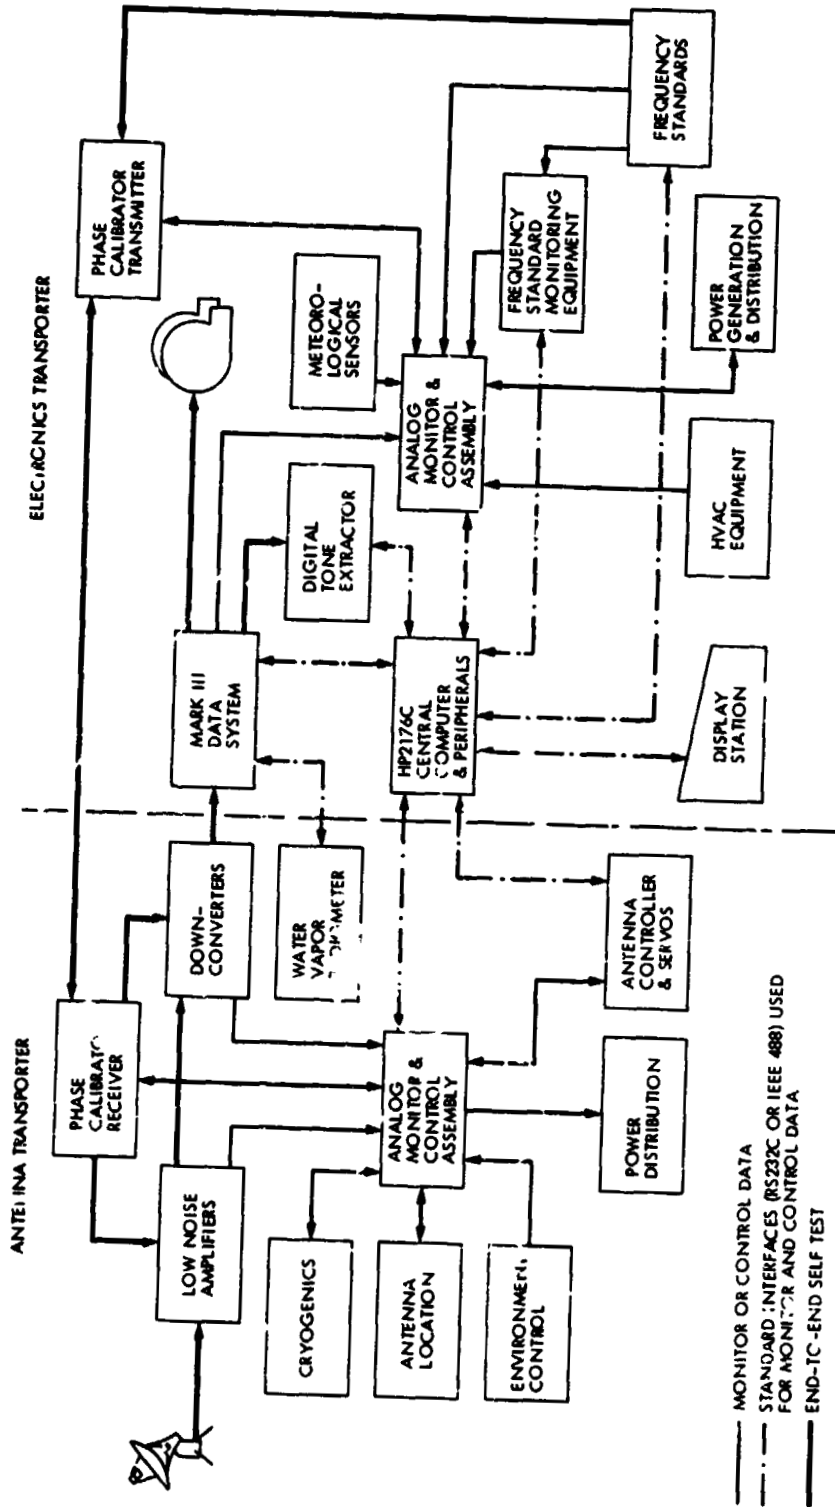 ANTENNA TRANSPORTER
ELECTRONICS TRANSPORTER
PHASE
CALIBRATOR
RECEIVER
PHASE
CALIBRATOR
TRANSMITTER
LOW NOISE
AMPLIFIERS
DOWN-
CONVERTERS
MARK III
DATA
SYSTEM
WATER
VAPOR
DIGITAL
TONE
EXTRACTOR
METEORO-
LOGICAL
SENSORS
CRYOGENICS
ANTENNA
LOCATION
ENVIRONMENT
CONTROL
ANALOG
MONITOR &
CONTROL
ASSEMBLY
HP2176C
CENTRAL
COMPUTER
& PERIPHERALS
ANALOG
MONITOR &
CONTROL
ASSEMBLY
FREQUENCY
STANDARD
MONITORING
EQUIPMENT
FREQUENCY
STANDARDS
POWER
DISTRIBUTION
ANTENNA
CONTROLLER
& SERVOS
DISPLAY
STATION
HVAC
EQUIPMENT
POWER
GENERATION
& DISTRIBUTION
MONITOR OR CONTROL DATA
STANDARD INTERFACES (RS232C OR IEEE 488) USED
FOR MONITOR AND CONTROL DATA
END-TO-END SELF TEST